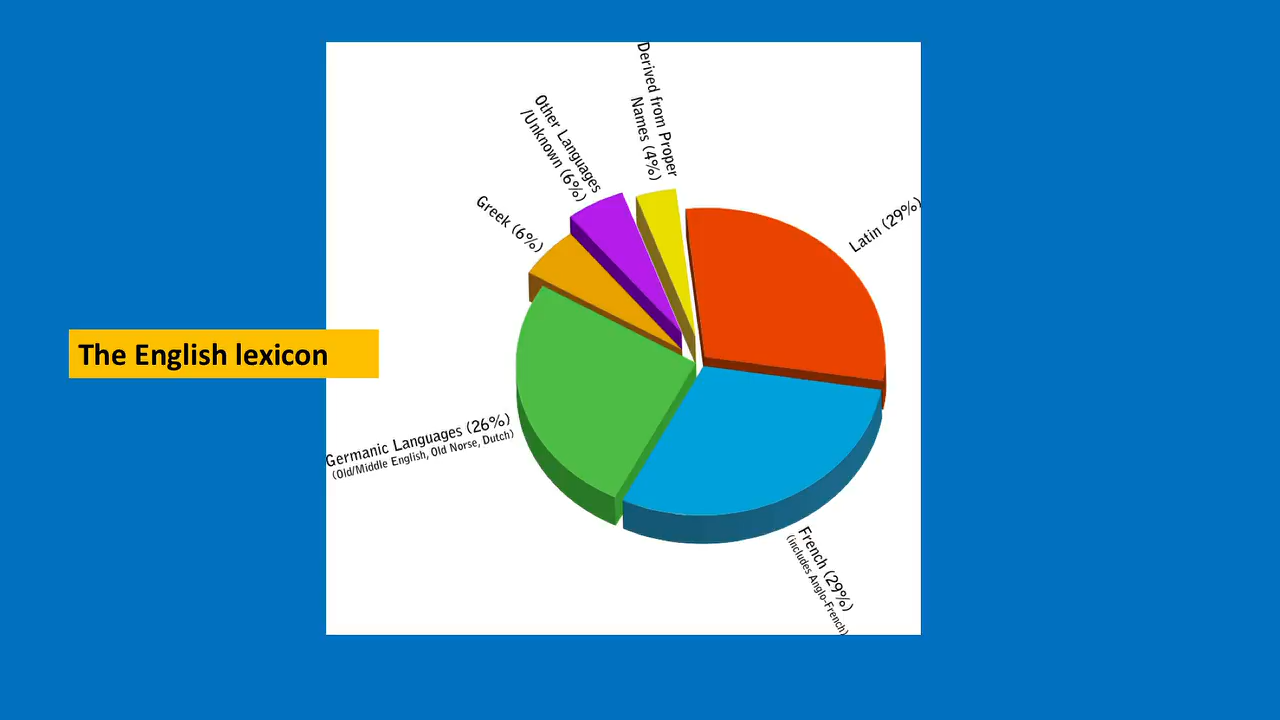 The English lexicon
Derived from Proper
Names (4%)
Other Languages
/Unknown (6%)
Greek (6%)
Latin (29%)
Germanic Languages (26%)
(Old/Middle English, Old Norse, Dutch)
French (29%)
(includes Anglo-French)